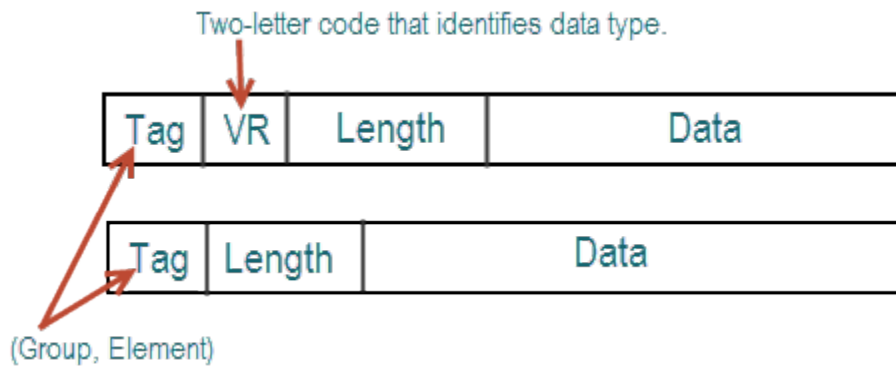 Two-letter code that identifies data type.
Tag VR Length Data
Tag Length Data
(Group, Element)